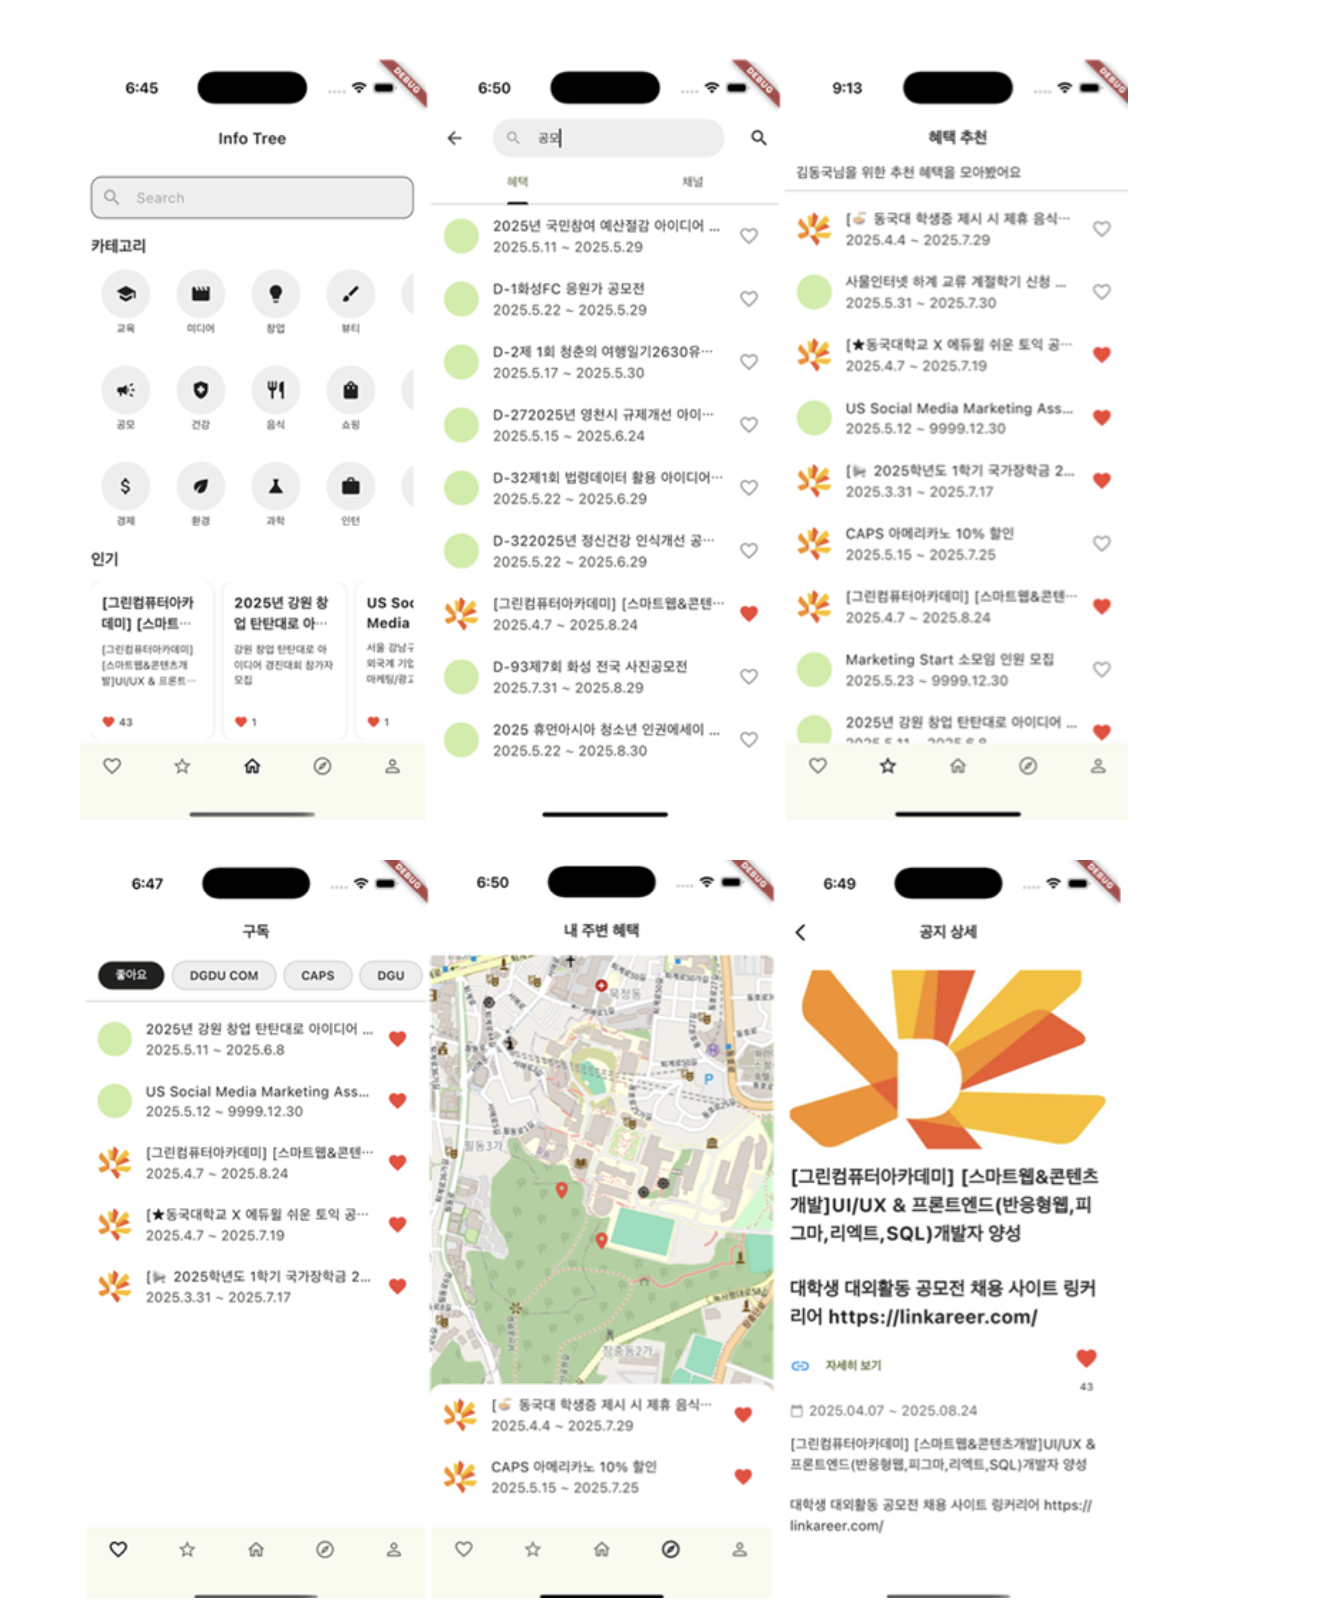 6:45
DEBUG
Info Tree
Search
카테고리
교육 미디어 창업 뷰티
공모 건강 음식 쇼핑
경제 환경 과학 인턴
인기
[그린컴퓨터아카
데미] [스마트…
[그린컴퓨터아카데미]
[스마트웹&콘텐츠개
발]UI/UX & 프론트…
43
2025년 강원 창
업 탄탄대로 아…
강원 창업 탄탄대로 아
이디어 경진대회 참가자
모집
1
US Soc
Media
서울 강남구
외국계 기업
마케팅/광고
1
6:50
DEBUG
공모
혜택 채널
2025년 국민참여 예산절감 아이디어 ...
2025.5.11 ~ 2025.5.29
D-1화성FC 응원가 공모전
2025.5.22 ~ 2025.5.29
D-2제 1회 청춘의 여행일기2630유…
2025.5.17 ~ 2025.5.30
D-272025년 영천시 규제개선 아이…
2025.5.15 ~ 2025.6.24
D-32제1회 법령데이터 활용 아이디어…
2025.5.22 ~ 2025.6.29
D-322025년 정신건강 인식개선 공…
2025.5.22 ~ 2025.6.29
[그린컴퓨터아카데미] [스마트웹&콘텐…
2025.4.7 ~ 2025.8.24
D-93제7회 화성 전국 사진공모전
2025.7.31 ~ 2025.8.29
2025 휴먼아시아 청소년 인권에세이 ...
2025.5.22 ~ 2025.8.30
9:13
DEBUG
혜택 추천
김동국님을 위한 추천 혜택을 모아봤어요
[🍜 동국대 학생증 제시 시 제휴 음식…
2025.4.4 ~ 2025.7.29
사물인터넷 하계 교류 계절학기 신청 ...
2025.5.31 ~ 2025.7.30
[★동국대학교 X 에듀윌 쉬운 토익 공…
2025.4.7 ~ 2025.7.19
US Social Media Marketing Ass...
2025.5.12 ~ 9999.12.30
[ 2025학년도 1학기 국가장학금 2...
2025.3.31 ~ 2025.7.17
CAPS 아메리카노 10% 할인
2025.5.15 ~ 2025.7.25
[그린컴퓨터아카데미] [스마트웹&콘텐…
2025.4.7 ~ 2025.8.24
Marketing Start 소모임 인원 모집
2025.5.23 ~ 9999.12.30
2025년 강원 창업 탄탄대로 아이디어 ...
2025.5.11 ~ 2025.6.8
6:47
DEBUG
구독
좋아요 DGDU COM CAPS DGU
2025년 강원 창업 탄탄대로 아이디어 ...
2025.5.11 ~ 2025.6.8
US Social Media Marketing Ass...
2025.5.12 ~ 9999.12.30
[그린컴퓨터아카데미] [스마트웹&콘텐…
2025.4.7 ~ 2025.8.24
[★동국대학교 X 에듀윌 쉬운 토익 공…
2025.4.7 ~ 2025.7.19
[ 2025학년도 1학기 국가장학금 2...
2025.3.31 ~ 2025.7.17
6:50
DEBUG
내 주변 혜택
묵정동
P
필동3가
장충동2가
[🍜 동국대 학생증 제시 시 제휴 음식…
2025.4.4 ~ 2025.7.29
CAPS 아메리카노 10% 할인
2025.5.15 ~ 2025.7.25
6:49
DEBUG
공지 상세
[그린컴퓨터아카데미] [스마트웹&콘텐츠
개발]UI/UX & 프론트엔드(반응형웹,피
그마,리엑트,SQL)개발자 양성
대학생 대외활동 공모전 채용 사이트 링커
리어 https://linkareer.com/
자세히 보기
43
2025.04.07 ~ 2025.08.24
[그린컴퓨터아카데미] [스마트웹&콘텐츠개발]UI/UX &
프론트엔드(반응형웹,피그마,리엑트,SQL)개발자 양성
대학생 대외활동 공모전 채용 사이트 링커리어 https://
linkareer.com/